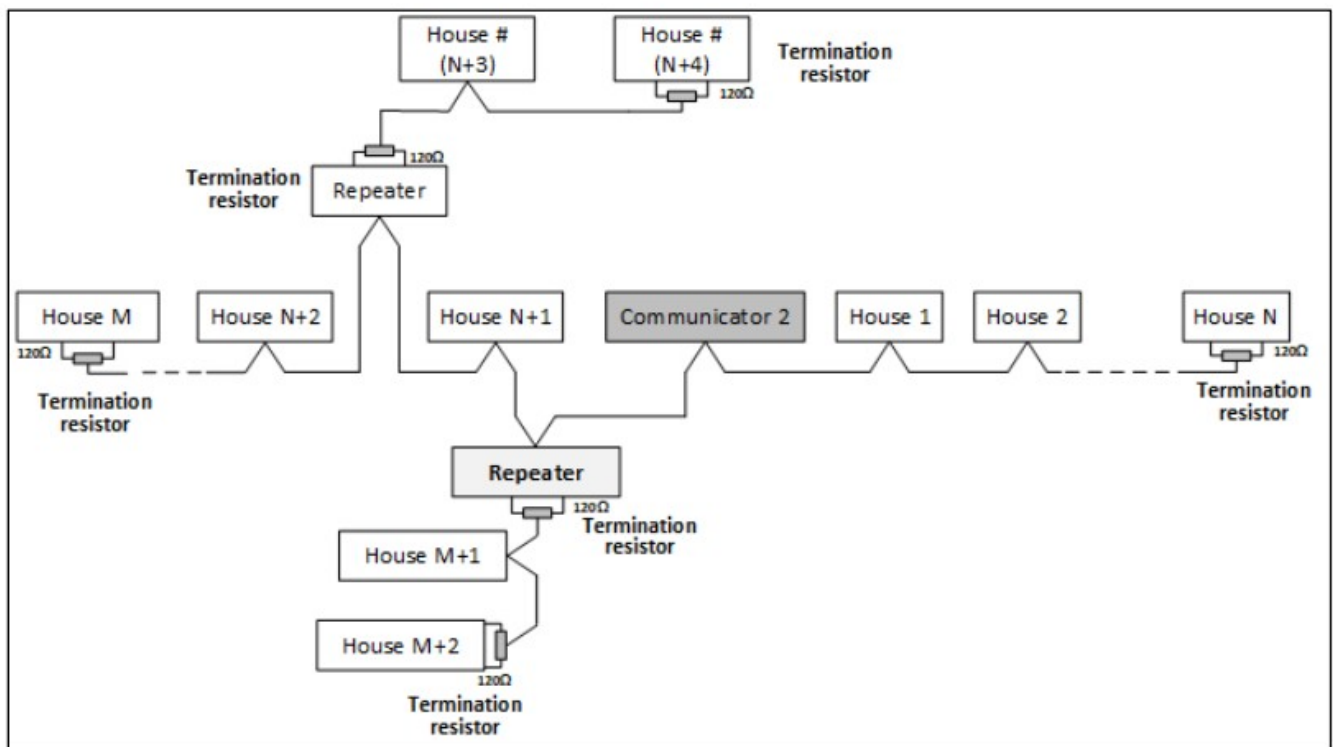 House #
(N+3)
House #
(N+4)
Termination
resistor
120Ω
120Ω
Termination
resistor
Repeater
House M
House N+2
House N+1
Communicator 2
House 1
House 2
House N
120Ω
120Ω
Termination
resistor
Termination
resistor
Repeater
120Ω
Termination
resistor
House M+1
House M+2
120Ω
Termination
resistor